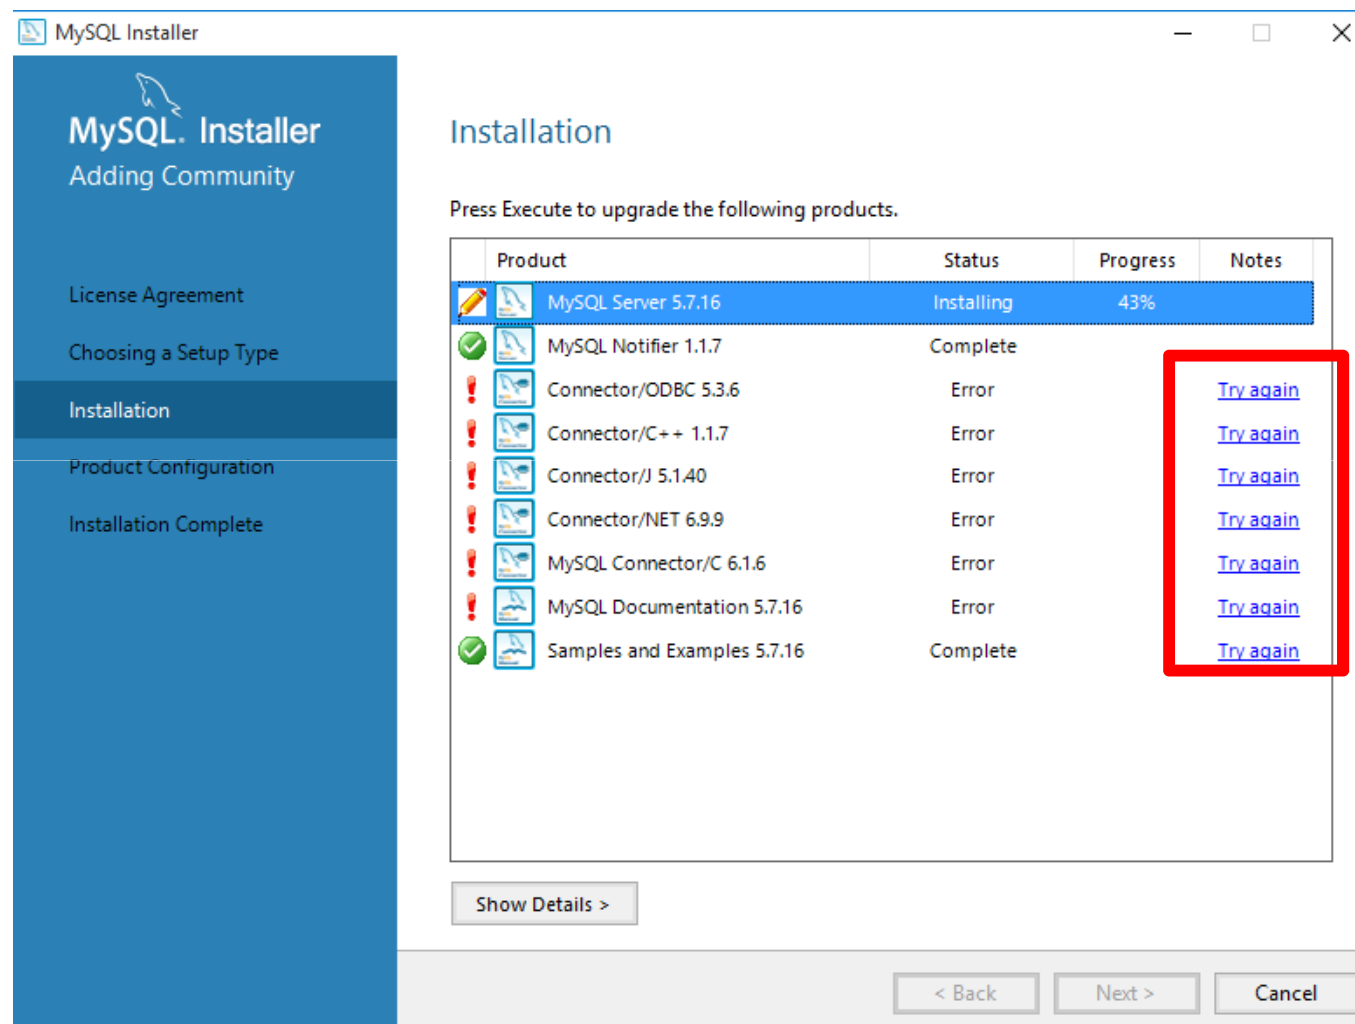 MySQL Installer
MySQL. Installer
Adding Community
License Agreement
Choosing a Setup Type
Installation
Product Configuration
Installation Complete
Installation
Press Execute to upgrade the following products.
Product Status Progress Notes
MySQL Server 5.7.16 Installing 43%
MySQL Notifier 1.1.7 Complete
Connector/ODBC 5.3.6 Error Try again
Connector/C++ 1.1.7 Error Try again
Connector/J 5.1.40 Error Try again
Connector/NET 6.9.9 Error Try again
MySQL Connector/C 6.1.6 Error Try again
MySQL Documentation 5.7.16 Error Try again
Samples and Examples 5.7.16 Complete Try again
Show Details >
< Back Next > Cancel